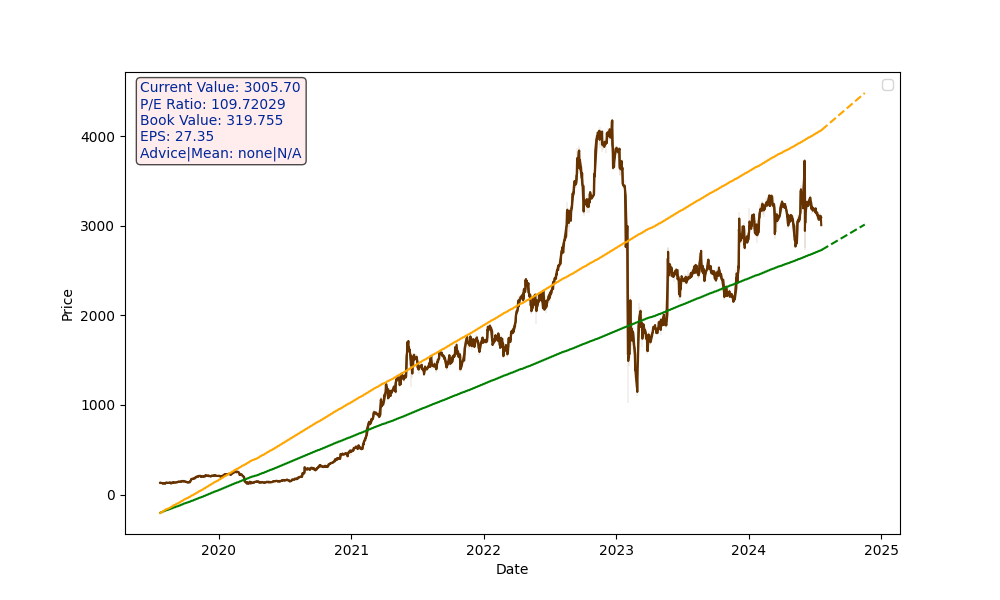 Current Value: 3005.70
P/E Ratio: 109.72029
Book Value: 319.755
EPS: 27.35
Advice|Mean: none|N/A
Price
4000
3000
2000
1000
0
2020 2021 2022 2023 2024 2025
Date